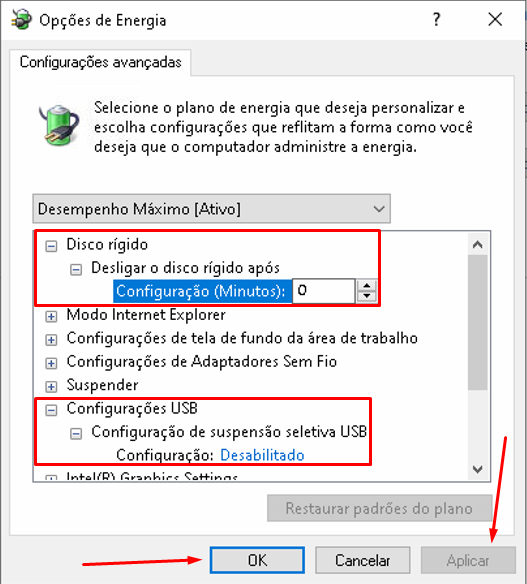 Opções de Energia
?
Configurações avançadas
Selecione o plano de energia que deseja personalizar e
escolha configurações que reflitam a forma como você
deseja que o computador administre a energia.
Desempenho Máximo [Ativo]
Disco rígido
Desligar o disco rígido após
Configuração (Minutos): 0
Modo Internet Explorer
Configurações de tela de fundo da área de trabalho
Configurações de Adaptadores Sem Fio
Suspender
Configurações USB
Configuração de suspensão seletiva USB
Configuração: Desabilitado
Intel(R) Graphics Settings
Restaurar padrões do plano
OK Cancelar Aplicar